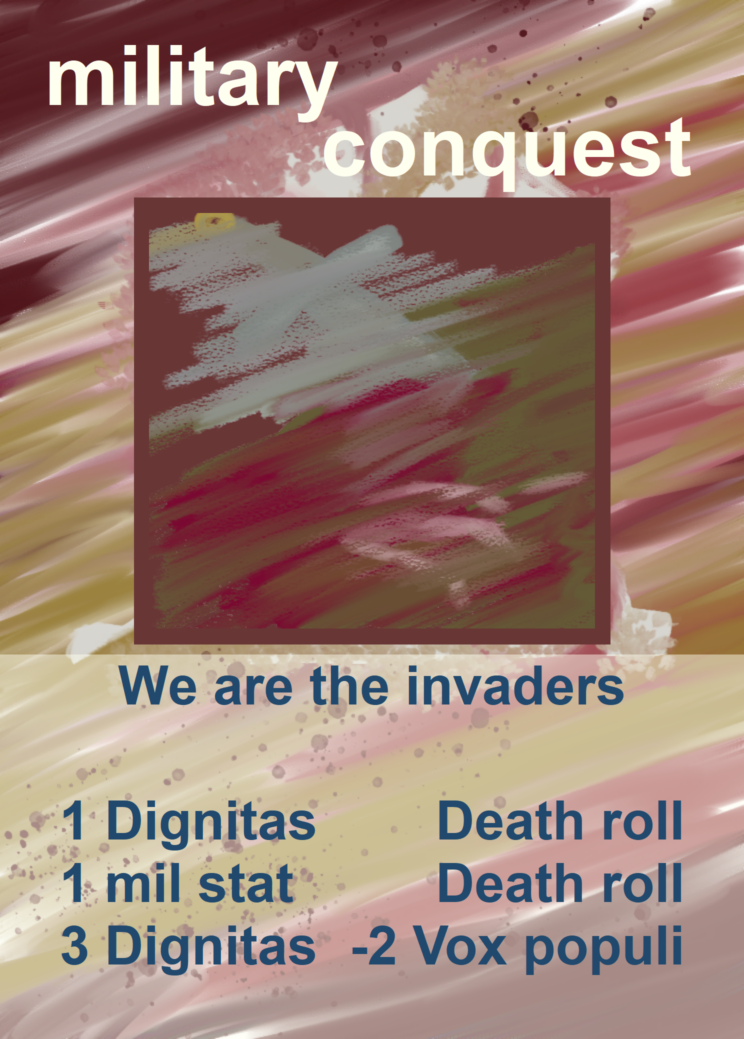 military
conquest
We are the invaders
1 Dignitas Death roll
1 mil stat Death roll
3 Dignitas -2 Vox populi